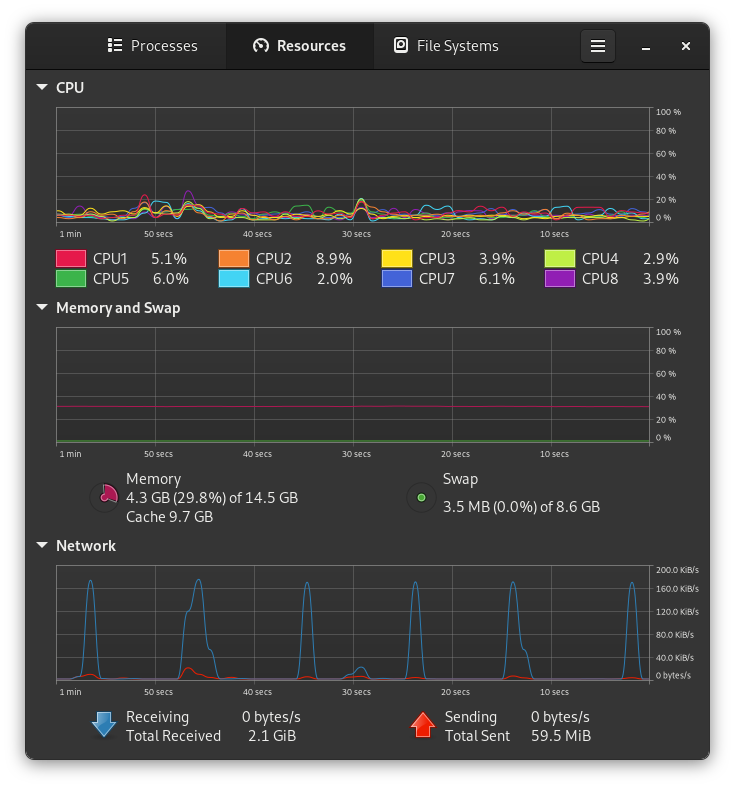 Processes Resources File Systems
CPU
100 %
80 %
60 %
40 %
20 %
0 %
1 min 50 secs 40 secs 30 secs 20 secs 10 secs
CPU1 5.1% CPU2 8.9% CPU3 3.9% CPU4 2.9%
CPU5 6.0% CPU6 2.0% CPU7 6.1% CPU8 3.9%
Memory and Swap
100 %
80 %
60 %
40 %
20 %
0 %
1 min 50 secs 40 secs 30 secs 20 secs 10 secs
Memory
4.3 GB (29.8%) of 14.5 GB
Cache 9.7 GB
Swap
3.5 MB (0.0%) of 8.6 GB
Network
200.0 KiB/s
160.0 KiB/s
120.0 KiB/s
80.0 KiB/s
40.0 KiB/s
0 bytes/s
1 min 50 secs 40 secs 30 secs 20 secs 10 secs
Receiving 0 bytes/s
Total Received 2.1 GiB
Sending 0 bytes/s
Total Sent 59.5 MiB